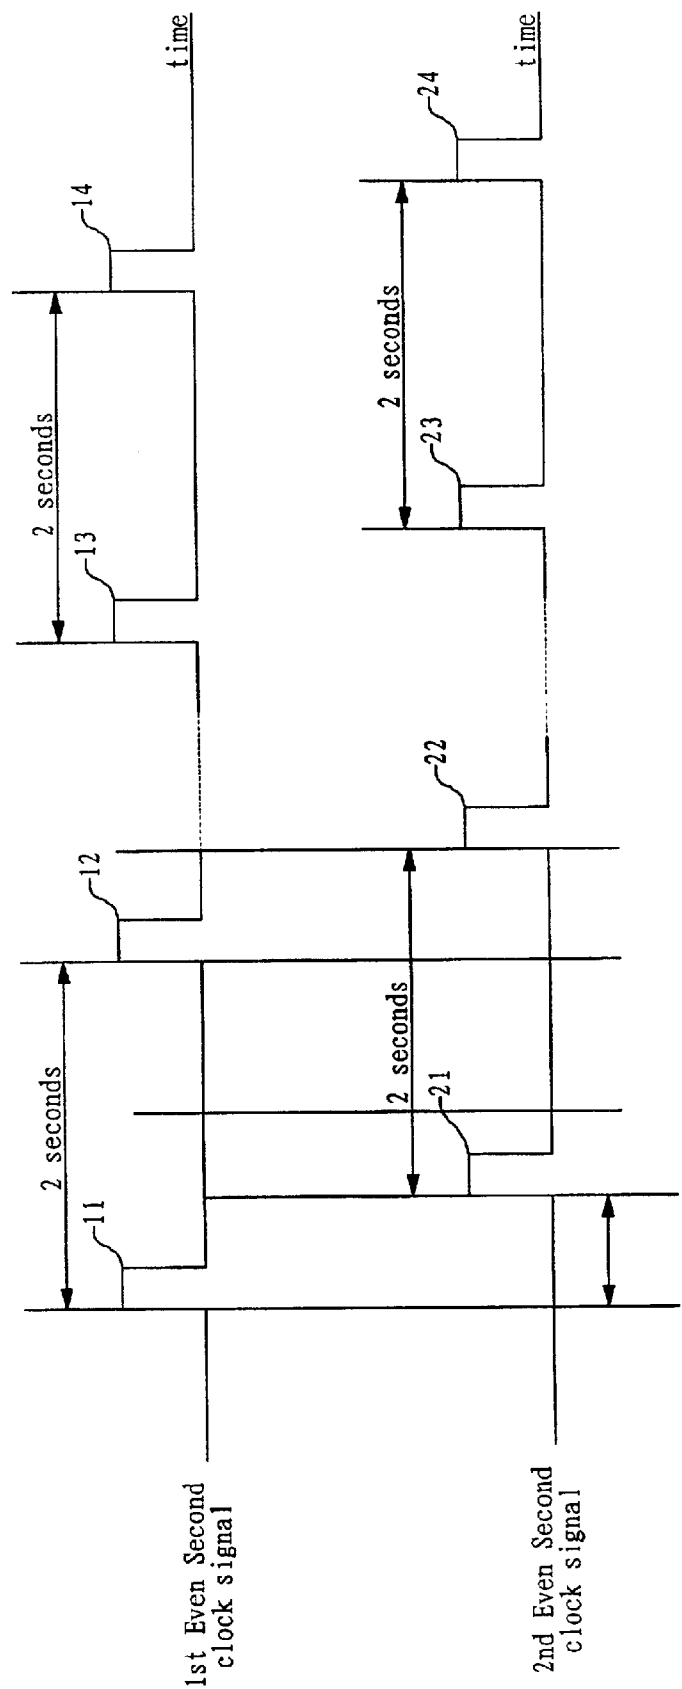 1st Even Second
clock signal
11
2 seconds
12
13
2 seconds
14
time
2nd Even Second
clock signal
21
2 seconds
22
23
2 seconds
24
time